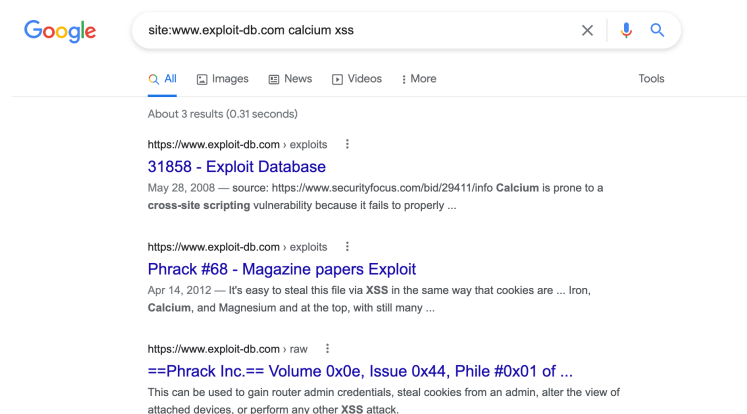 Google
site:www.exploit-db.com calcium xss
All Images News Videos More Tools
About 3 results (0.31 seconds)
https://www.exploit-db.com › exploits
31858 - Exploit Database
May 28, 2008 — source: https://www.securityfocus.com/bid/29411/info Calcium is prone to a
cross-site scripting vulnerability because it fails to properly ...
https://www.exploit-db.com › exploits
Phrack #68 - Magazine papers Exploit
Apr 14, 2012 — It's easy to steal this file via XSS in the same way that cookies are ... Iron,
Calcium, and Magnesium and at the top, with still many ...
https://www.exploit-db.com › raw
==Phrack Inc.== Volume 0x0e, Issue 0x44, Phile #0x01 of ...
This can be used to gain router admin credentials, steal cookies from an admin, alter the view of
attached devices, or perform any other XSS attack.